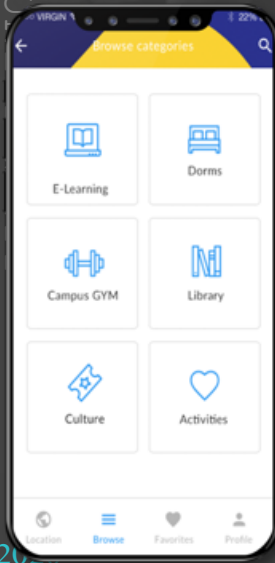 VIRGIN
22%
Browse categories
E-Learning
Dorms
Campus GYM
Library
Culture
Activities
Location
Browse
Favorites
Profile